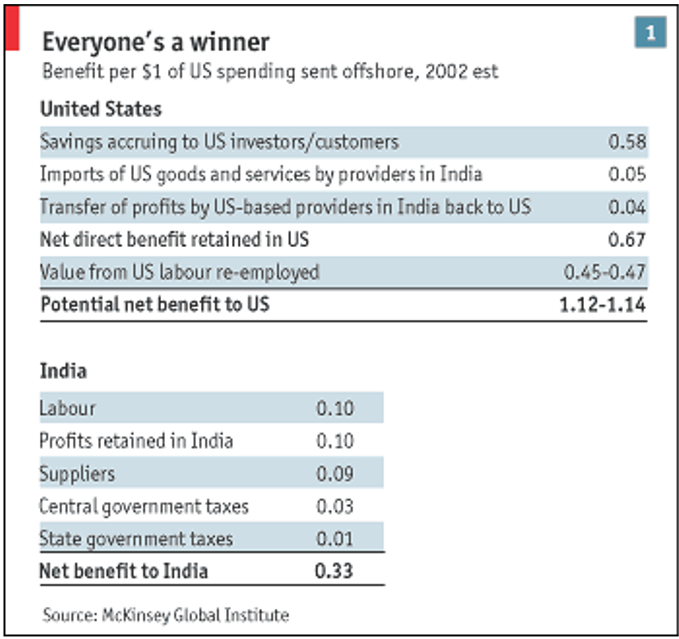 Everyone's a winner
1
Benefit per $1 of US spending sent offshore, 2002 est
United States
Savings accruing to US investors/customers 0.58
Imports of US goods and services by providers in India 0.05
Transfer of profits by US-based providers in India back to US 0.04
Net direct benefit retained in US 0.67
Value from US labour re-employed 0.45-0.47
Potential net benefit to US 1.12-1.14
India
Labour 0.10
Profits retained in India 0.10
Suppliers 0.09
Central government taxes 0.03
State government taxes 0.01
Net benefit to India 0.33
Source: McKinsey Global Institute